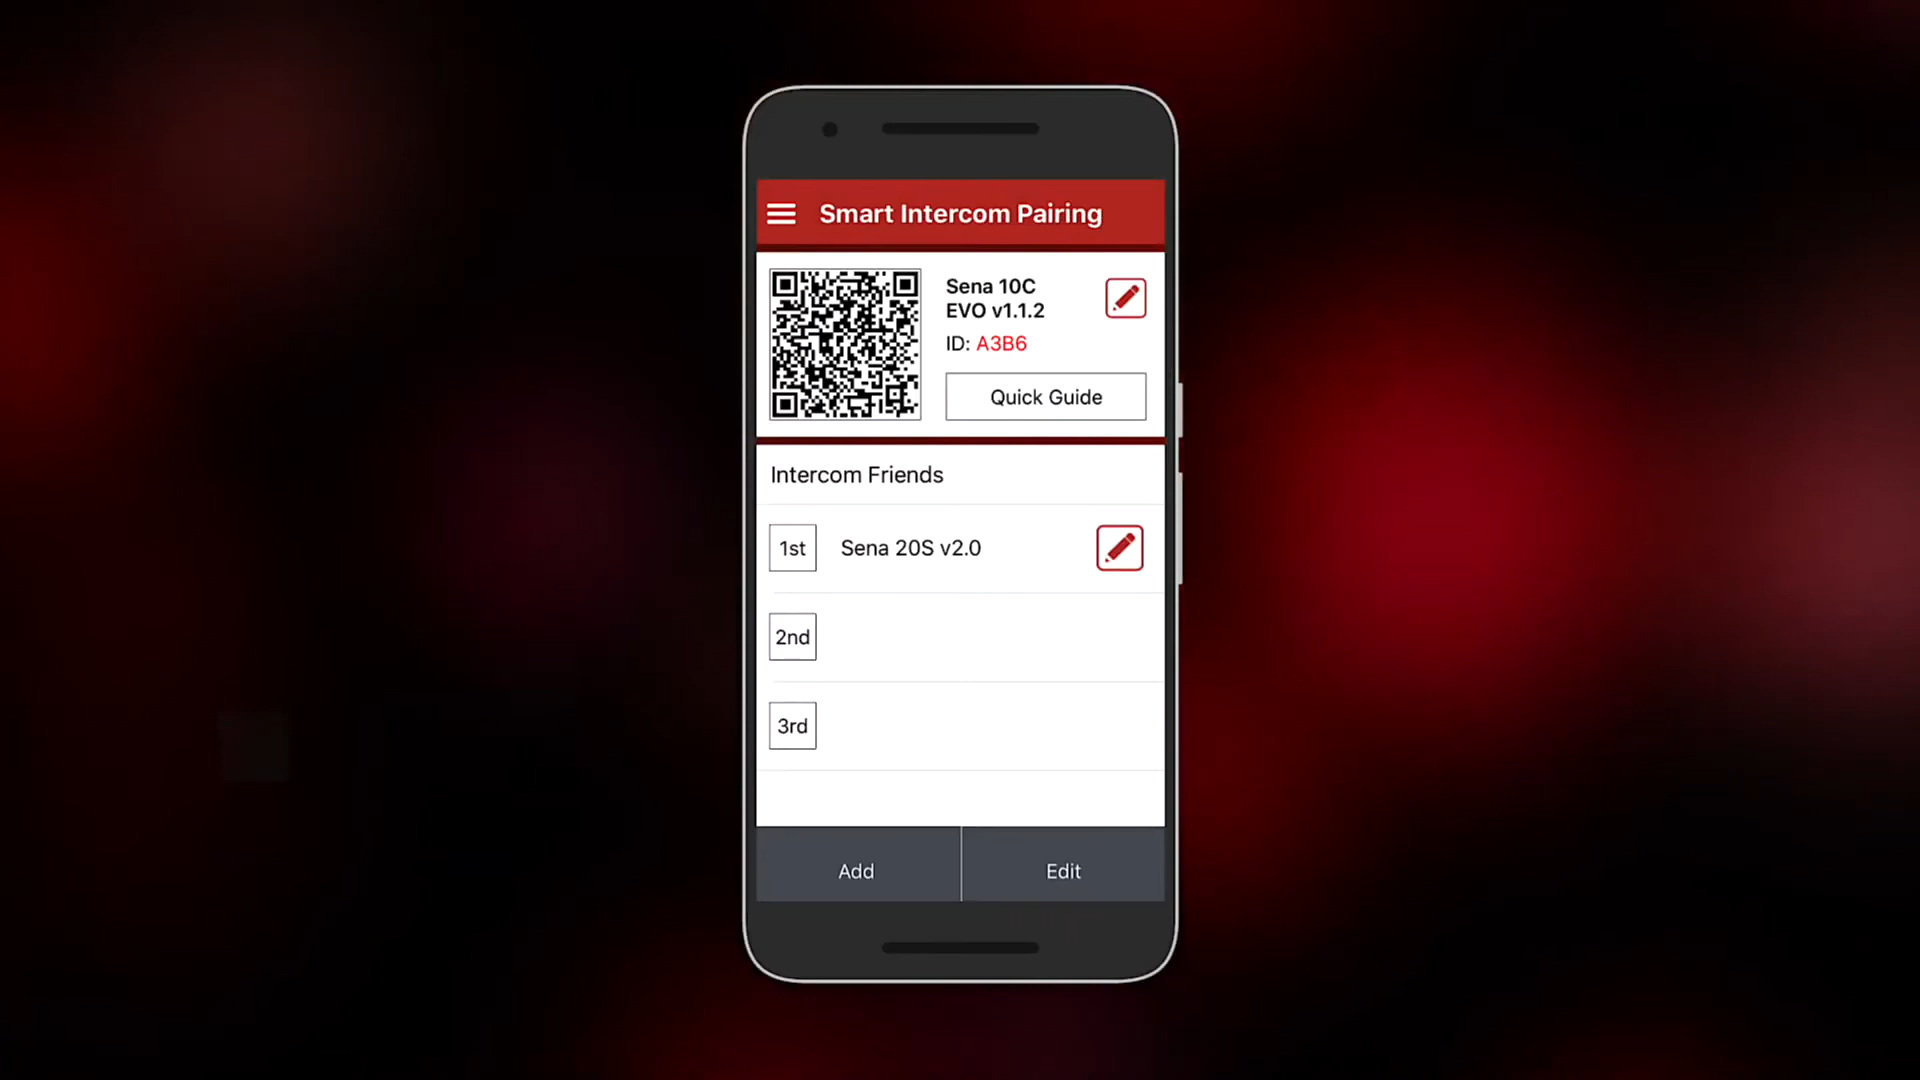 Smart Intercom Pairing
Sena 10C
EVO v1.1.2
ID: A3B6
Quick Guide
Intercom Friends
1st Sena 20S v2.0
2nd
3rd
Add Edit